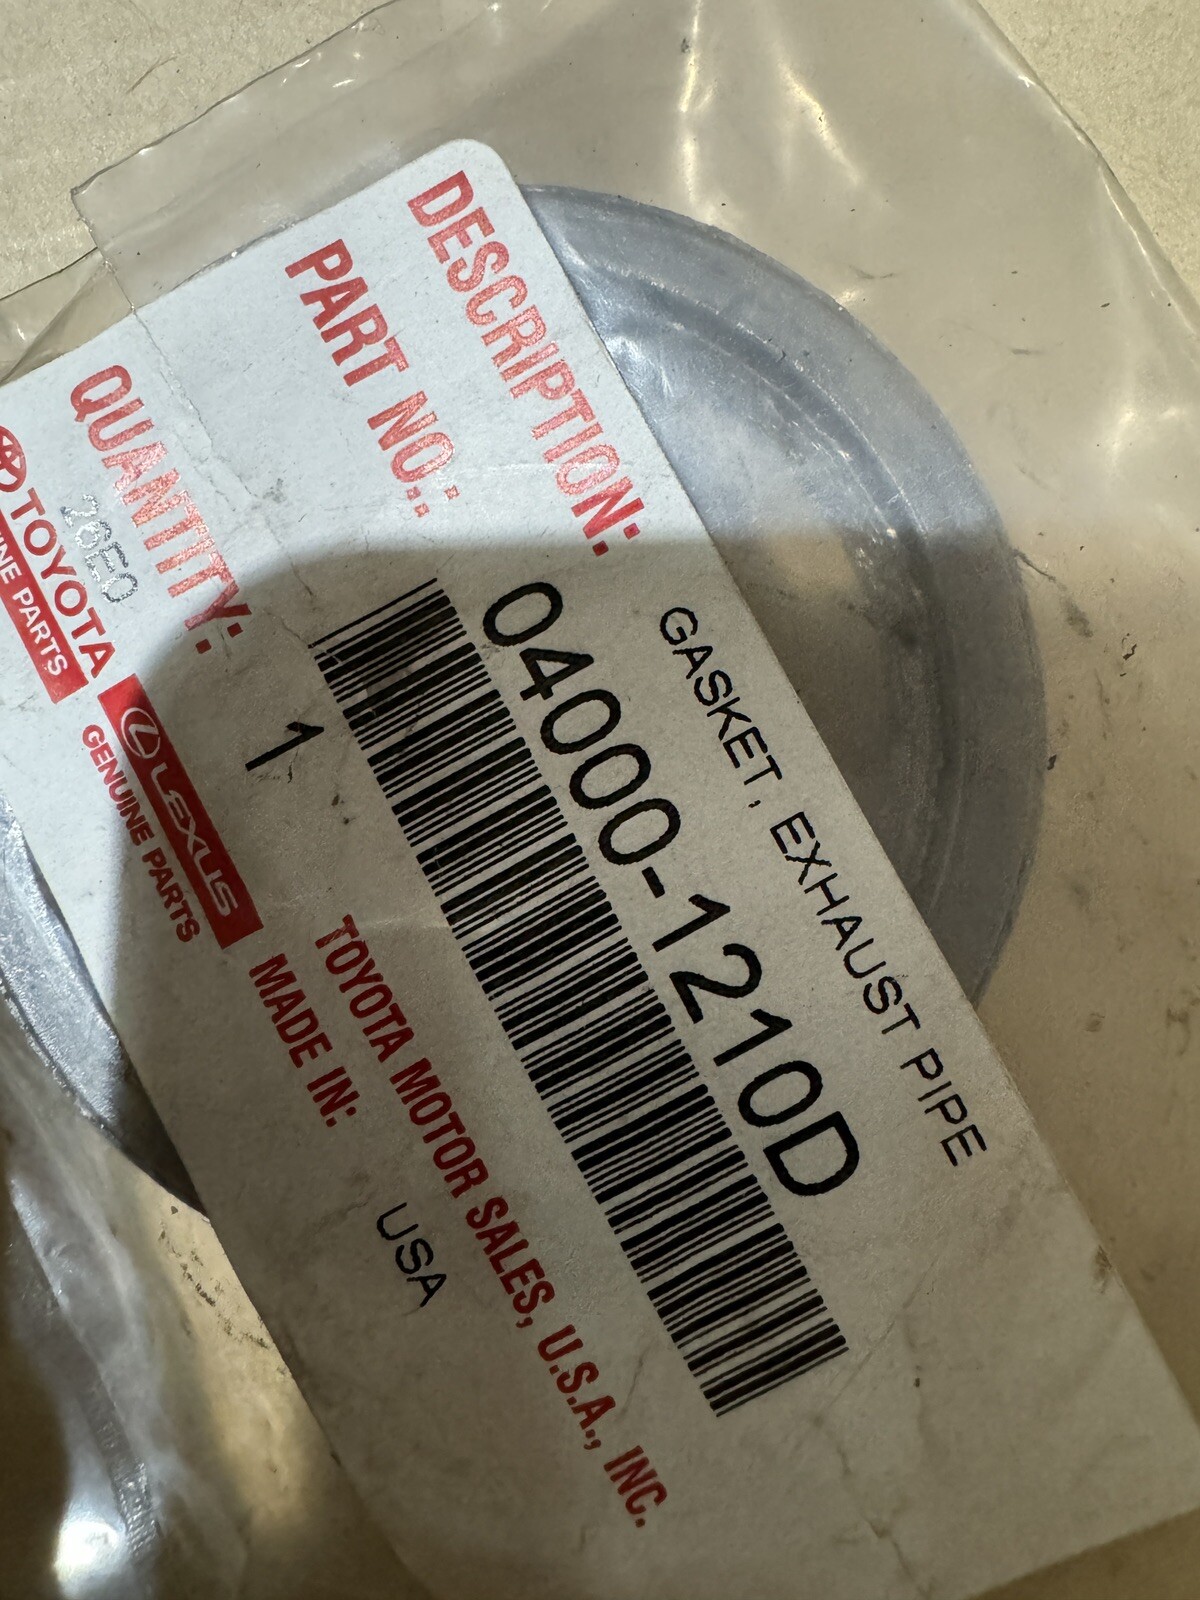 DESCRIPTION: GASKET, EXHAUST PIPE
PART NO.: 04000-1210D
QUANTITY: 1
26E0
TOYOTA
PARTS
LEXUS
GENUINE PARTS
TOYOTA MOTOR SALES, U.S.A., INC.
MADE IN: USA